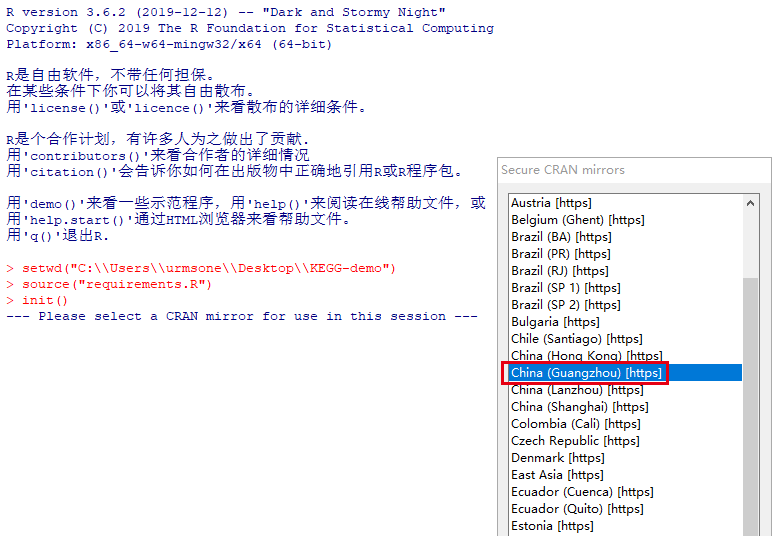 R version 3.6.2 (2019-12-12) -- "Dark and Stormy Night"
Copyright (C) 2019 The R Foundation for Statistical Computing
Platform: x86_64-w64-mingw32/x64 (64-bit)
R是自由软件，不带任何担保。
在某些条件下你可以将其自由散布。
用'license()'或'licence()'来看散布的详细条件。
R是个合作计划，有许多人为之做出了贡献.
用'contributors()'来看合作者的详细情况
用'citation()'会告诉你如何在出版物中正确地引用R或R程序包。
用'demo()'来看一些示范程序，用'help()'来阅读在线帮助文件，或
用'help.start()'通过HTML浏览器来看帮助文件。
用'q()'退出R.
> setwd("C:\\Users\\urmsone\\Desktop\\KEGG-demo")
> source("requirements.R")
> init()
--- Please select a CRAN mirror for use in this session ---
Secure CRAN mirrors
Austria [https]
Belgium (Ghent) [https]
Brazil (BA) [https]
Brazil (PR) [https]
Brazil (RJ) [https]
Brazil (SP 1) [https]
Brazil (SP 2) [https]
Bulgaria [https]
Chile (Santiago) [https]
China (Hong Kong) [https]
China (Guangzhou) [https]
China (Lanzhou) [https]
China (Shanghai) [https]
Colombia (Cali) [https]
Czech Republic [https]
Denmark [https]
East Asia [https]
Ecuador (Cuenca) [https]
Ecuador (Quito) [https]
Estonia [https]